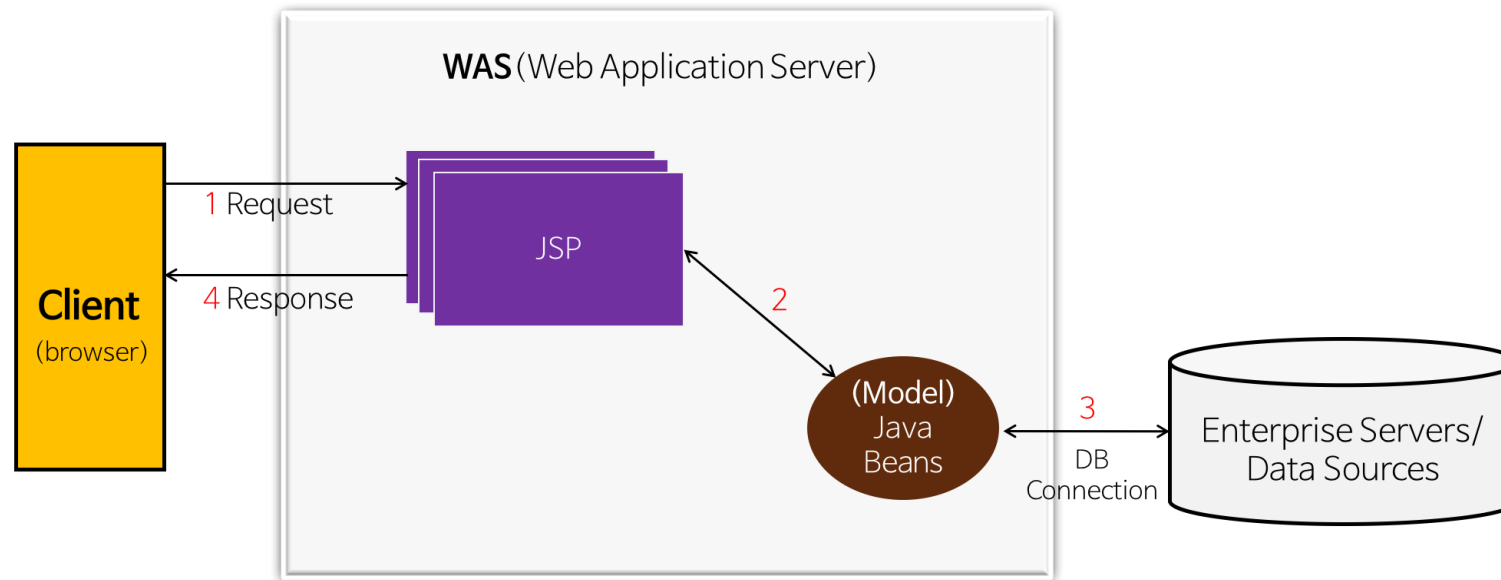 WAS(Web Application Server)
1 Request
JSP
4 Response
Client
(browser)
2
(Model)
Java
Beans
3
DB
Connection
Enterprise Servers/
Data Sources